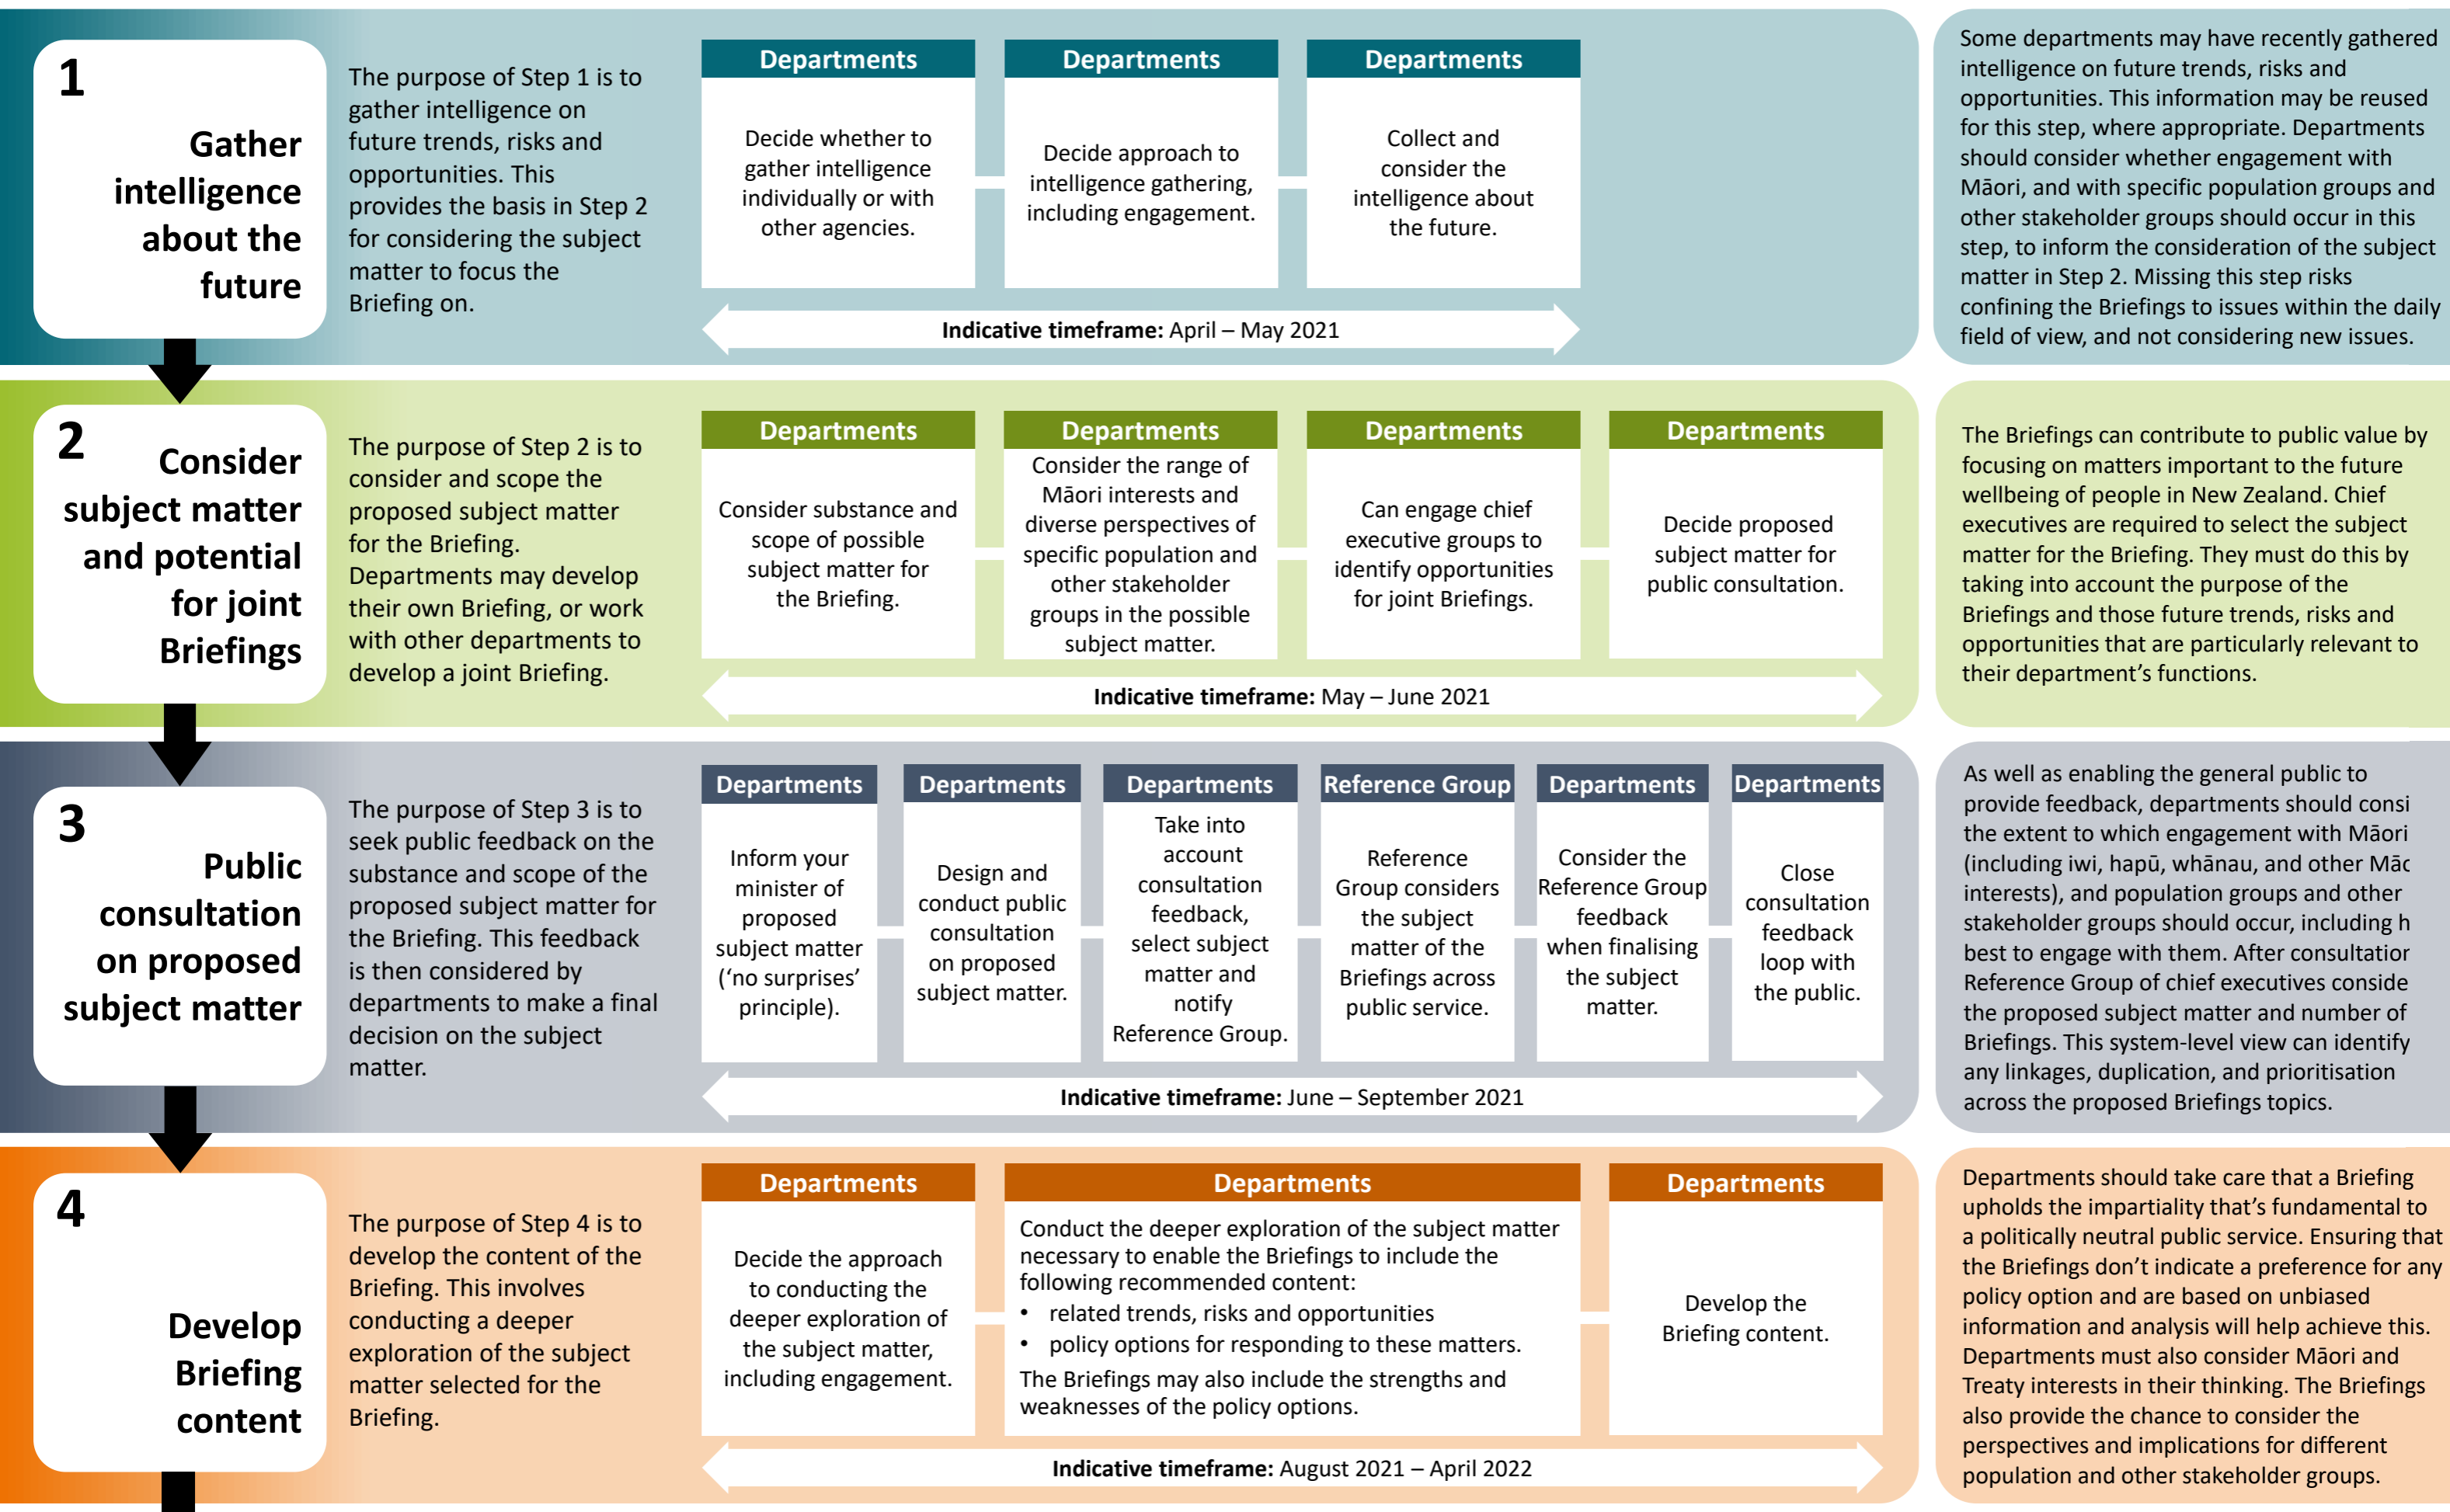 1
Gather
intelligence
about the
future
The purpose of Step 1 is to
gather intelligence on
future trends, risks and
opportunities. This
provides the basis in Step 2
for considering the subject
matter to focus the
Briefing on.
Departments
Decide whether to
gather intelligence
individually or with
other agencies.
Departments
Decide approach to
intelligence gathering,
including engagement.
Departments
Collect and
consider the
intelligence about
the future.
Indicative timeframe: April – May 2021
Some departments may have recently gathered
intelligence on future trends, risks and
opportunities. This information may be reused
for this step, where appropriate. Departments
should consider whether engagement with
Māori, and with specific population groups and
other stakeholder groups should occur in this
step, to inform the consideration of the subject
matter in Step 2. Missing this step risks
confining the Briefings to issues within the daily
field of view, and not considering new issues.
2
Consider
subject matter
and potential
for joint
Briefings
The purpose of Step 2 is to
consider and scope the
proposed subject matter
for the Briefing.
Departments may develop
their own Briefing, or work
with other departments to
develop a joint Briefing.
Departments
Consider substance and
scope of possible
subject matter for
the Briefing.
Departments
Consider the range of
Māori interests and
diverse perspectives of
specific population and
other stakeholder
groups in the possible
subject matter.
Departments
Can engage chief
executive groups to
identify opportunities
for joint Briefings.
Departments
Decide proposed
subject matter for
public consultation.
Indicative timeframe: May – June 2021
The Briefings can contribute to public value by
focusing on matters important to the future
wellbeing of people in New Zealand. Chief
executives are required to select the subject
matter for the Briefing. They must do this by
taking into account the purpose of the
Briefings and those future trends, risks and
opportunities that are particularly relevant to
their department's functions.
3
Public
consultation
on proposed
subject matter
The purpose of Step 3 is to
seek public feedback on the
substance and scope of the
proposed subject matter for
the Briefing. This feedback
is then considered by
departments to make a final
decision on the subject
matter.
Departments
Inform your
minister of
proposed
subject matter
('no surprises'
principle).
Departments
Design and
conduct public
consultation
on proposed
subject matter.
Departments
Take into
account
consultation
feedback,
select subject
matter and
notify
Reference Group.
Reference Group
Reference
Group considers
the subject
matter of the
Briefings across
public service.
Departments
Consider the
Reference Group
feedback
when finalising
the subject
matter.
Departments
Close
consultation
feedback
loop with
the public.
Indicative timeframe: June – September 2021
As well as enabling the general public to
provide feedback, departments should consi
the extent to which engagement with Māori
(including iwi, hapū, whānau, and other
interests), and population groups and other
stakeholder groups should occur, including h
best to engage with them. After consultation
Reference Group of chief executives conside
the proposed subject matter and number of
Briefings. This system-level view can identify
any linkages, duplication, and prioritisation
across the proposed Briefings topics.
4
Develop
Briefing
content
The purpose of Step 4 is to
develop the content of the
Briefing. This involves
conducting a deeper
exploration of the subject
matter selected for the
Briefing.
Departments
Decide the approach
to conducting the
deeper exploration of
the subject matter,
including engagement.
Departments
Conduct the deeper exploration of the subject matter
necessary to enable the Briefings to include the
following recommended content:
• related trends, risks and opportunities
• policy options for responding to these matters.
The Briefings may also include the strengths and
weaknesses of the policy options.
Departments
Develop the
Briefing content.
Indicative timeframe: August 2021 – April 2022
Departments should take care that a Briefing
upholds the impartiality that's fundamental to
a politically neutral public service. Ensuring that
the Briefings don't indicate a preference for any
policy option and are based on unbiased
information and analysis will help achieve this.
Departments must also consider Māori and
Treaty interests in their thinking. The Briefings
also provide the chance to consider the
perspectives and implications for different
population and other stakeholder groups.